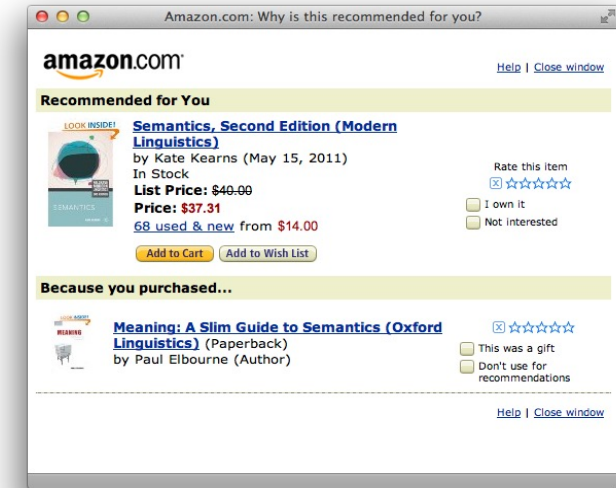 Amazon.com: Why is this recommended for you?
amazon.com
Help | Close window
Recommended for You
LOOK INSIDE!
SEMANTICS
Semantics, Second Edition (Modern
Linguistics)
by Kate Kearns (May 15, 2011)
In Stock
List Price: $40.00
Price: $37.31
68 used & new from $14.00
Add to Cart Add to Wish List
Rate this item
I own it
Not interested
Because you purchased...
LOOK INSIDE!
MEANING
Meaning: A Slim Guide to Semantics (Oxford
Linguistics) (Paperback)
by Paul Elbourne (Author)
This was a gift
Don't use for
recommendations
Help | Close window